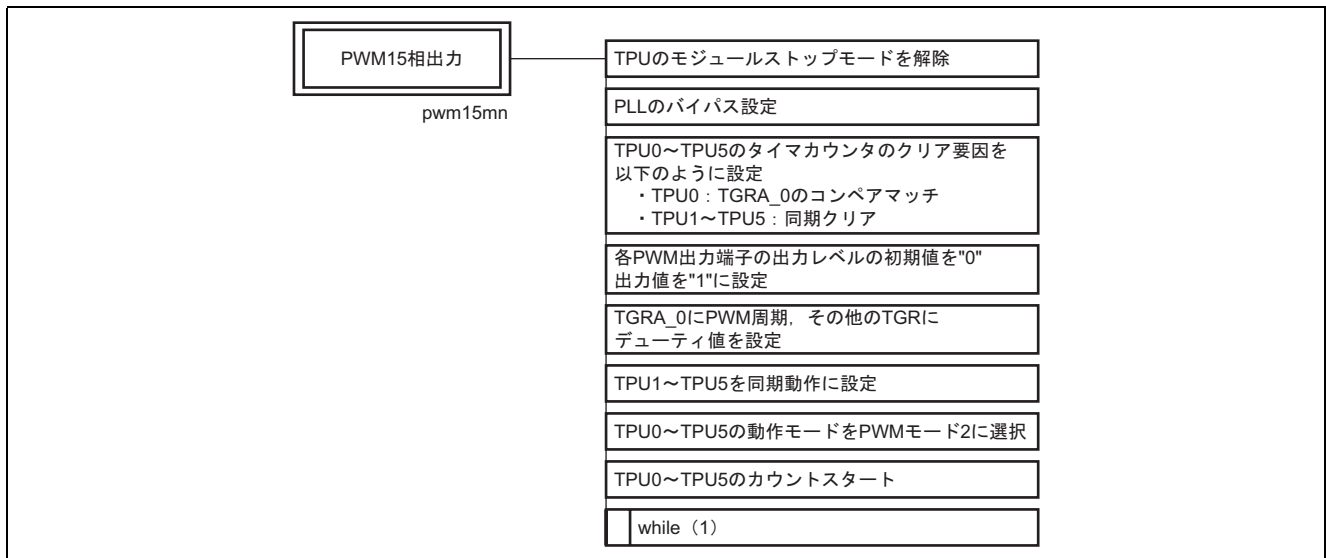 PWM15相出力
pwm15mn
TPUのモジュールストップモードを解除
PLLのバイパス設定
TPU0～TPU5のタイマカウンタのクリア要因を
以下のように設定
・TPU0：TGRA_0のコンペアマッチ
・TPU1～TPU5：同期クリア
各PWM出力端子の出力レベルの初期値を"0"
出力値を"1"に設定
TGRA_0にPWM周期，その他のTGRに
デューティ値を設定
TPU1～TPU5を同期動作に設定
TPU0～TPU5の動作モードをPWMモード2に選択
TPU0～TPU5のカウントスタート
while（1）